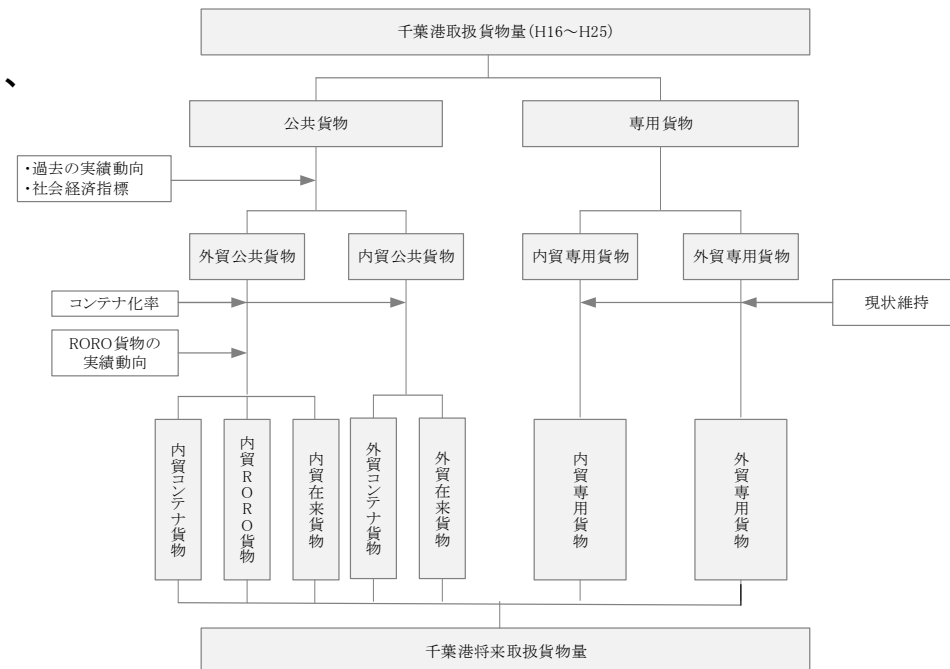 千葉港取扱貨物量(H16～H25)
、
公共貨物
専用貨物
・過去の実績動向
・社会経済指標
外貿公共貨物
内貿公共貨物
内貿専用貨物
外貿専用貨物
コンテナ化率
現状維持
RORO貨物の
実績動向
内貿コンテナ貨物
内貿RORO貨物
内貿在来貨物
外貿コンテナ貨物
外貿在来貨物
内貿専用貨物
外貿専用貨物
千葉港将来取扱貨物量